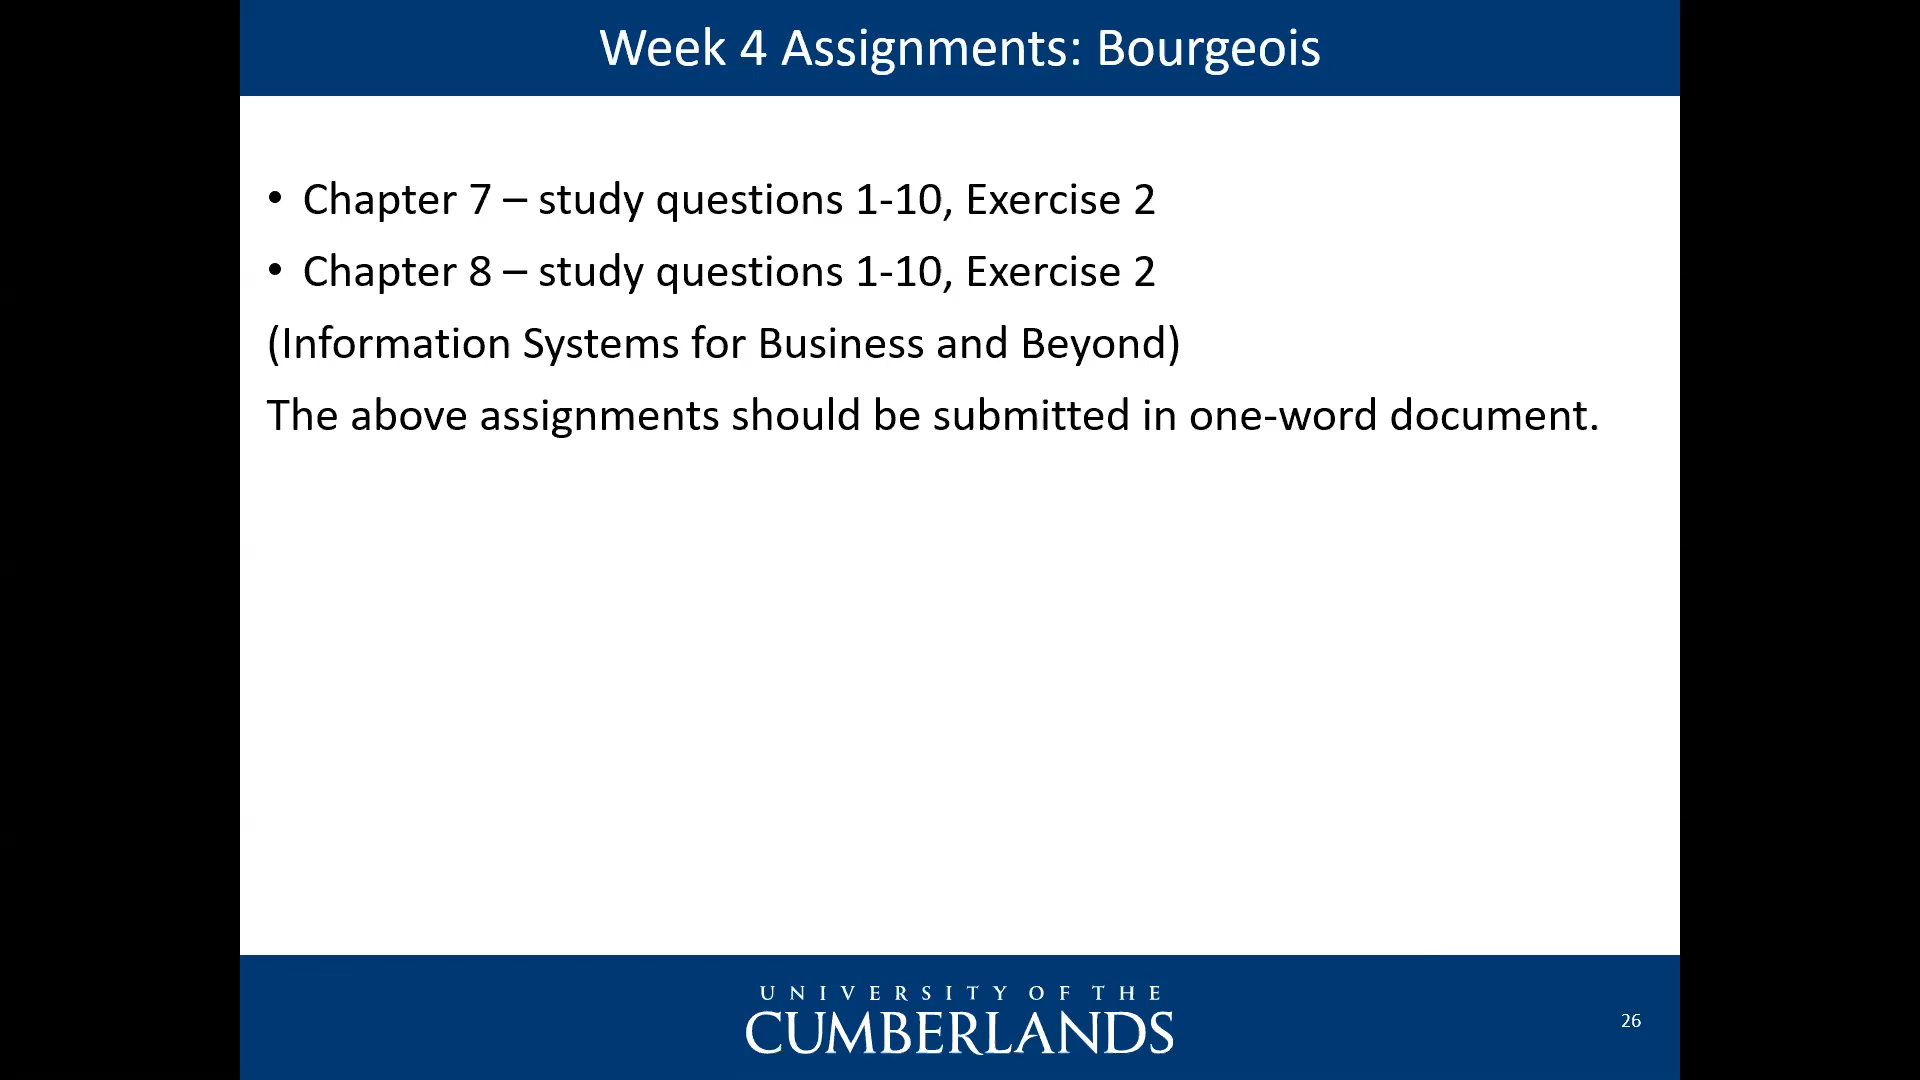 Week 4 Assignments: Bourgeois
• Chapter 7 – study questions 1-10, Exercise 2
• Chapter 8 – study questions 1-10, Exercise 2
(Information Systems for Business and Beyond)
The above assignments should be submitted in one-word document.
UNIVERSITY OF THE
CUMBERLANDS
26